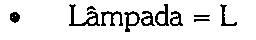 • Lâmpada = L